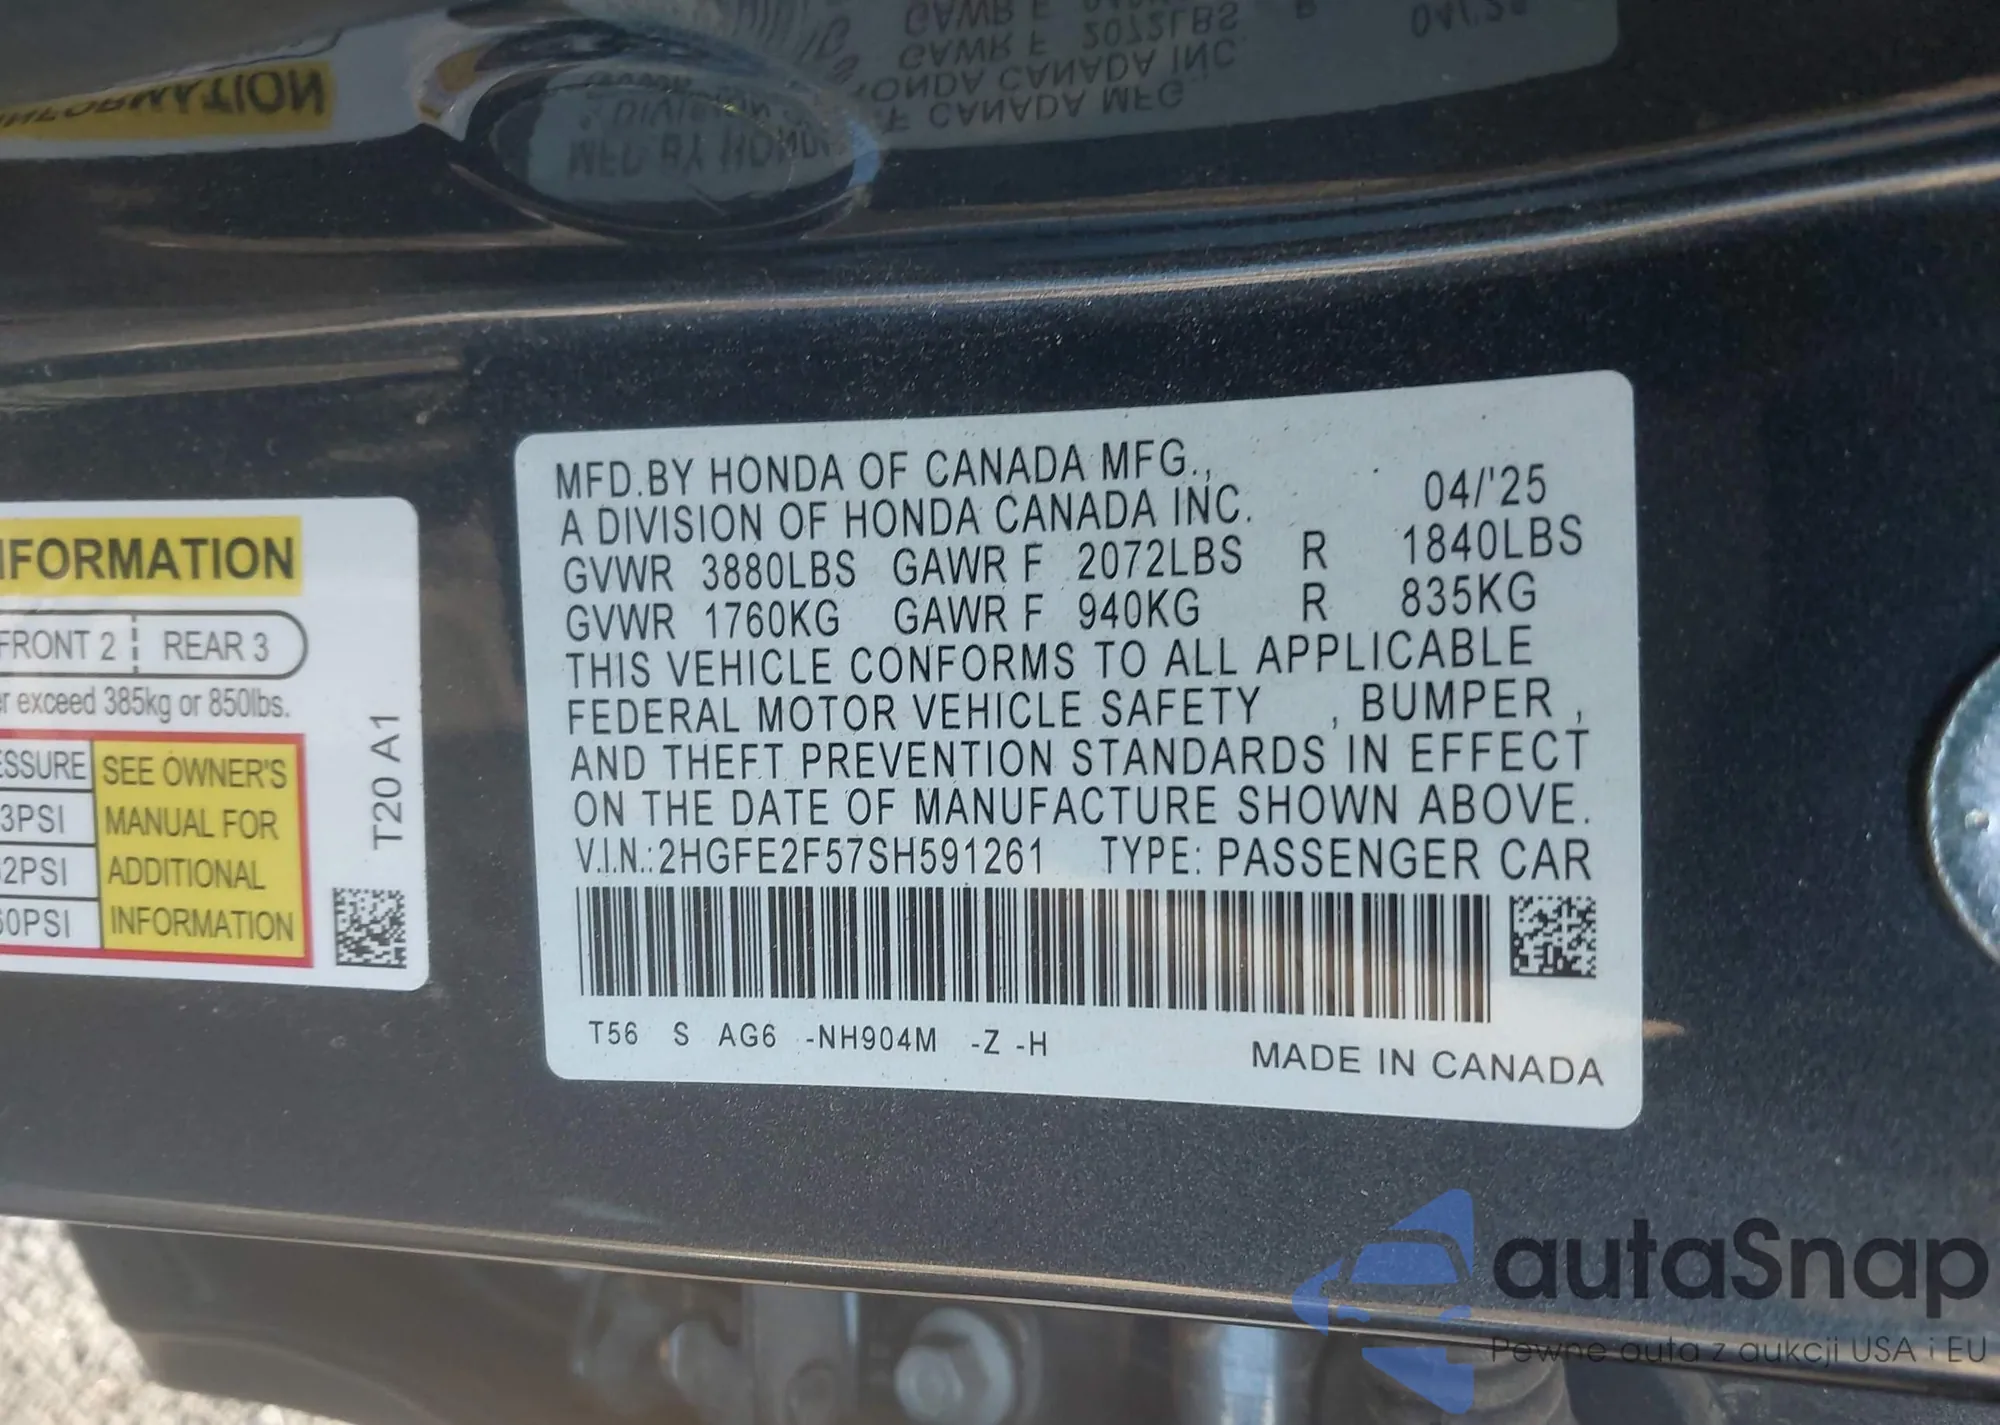 MFD.BY HONDA OF CANADA MFG.,
A DIVISION OF HONDA CANADA INC. 04/'25
GVWR 3880LBS GAWR F 2072LBS R 1840LBS
GVWR 1760KG GAWR F 940KG R 835KG
THIS VEHICLE CONFORMS TO ALL APPLICABLE
FEDERAL MOTOR VEHICLE SAFETY , BUMPER ,
AND THEFT PREVENTION STANDARDS IN EFFECT
ON THE DATE OF MANUFACTURE SHOWN ABOVE.
V.I.N.:2HGFE2F57SH591261 TYPE: PASSENGER CAR
T56 S AG6 -NH904M -Z -H
MADE IN CANADA
NFORMATION
FRONT 2 REAR 3
exceed 385kg or 850lbs.
SSURE
3PSI
2PSI
0PSI
SEE OWNER'S
MANUAL FOR
ADDITIONAL
INFORMATION
T20 A1
autaSnap
Pewne auta z aukcji USA i EU